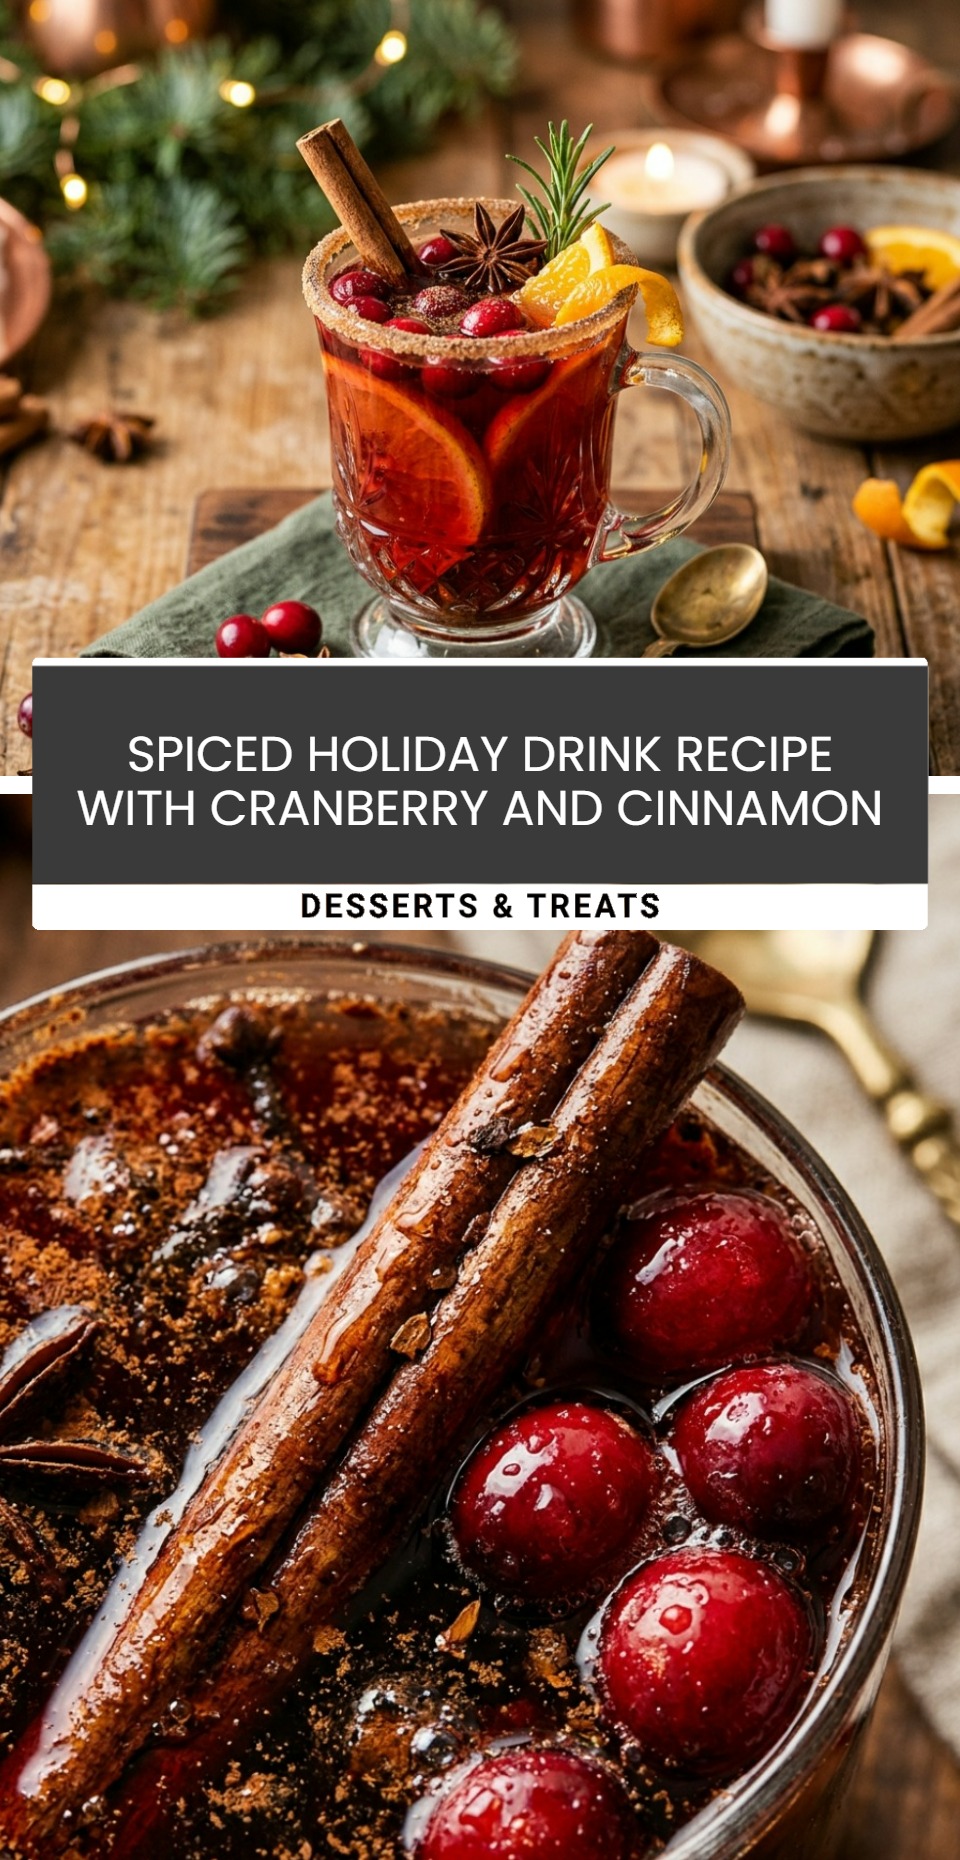 SPICED HOLIDAY DRINK RECIPE
WITH CRANBERRY AND CINNAMON
DESSERTS & TREATS